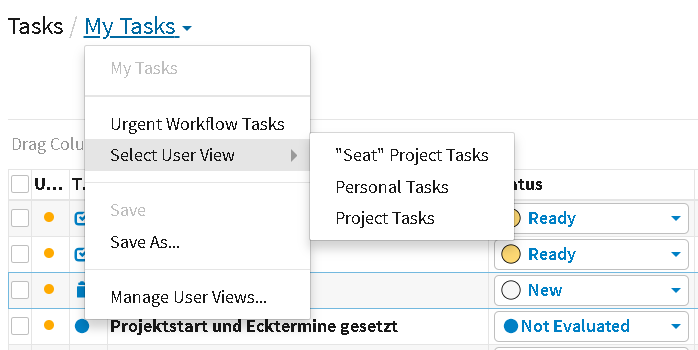 Tasks / My Tasks
My Tasks
Urgent Workflow Tasks
Drag Colu
Select User View
"Seat" Project Tasks
Personal Tasks
Project Tasks
U... T. atus
Save
Ready
Save As...
Ready
New
Manage User Views...
Projektstart und Ecktermine gesetzt Not Evaluated